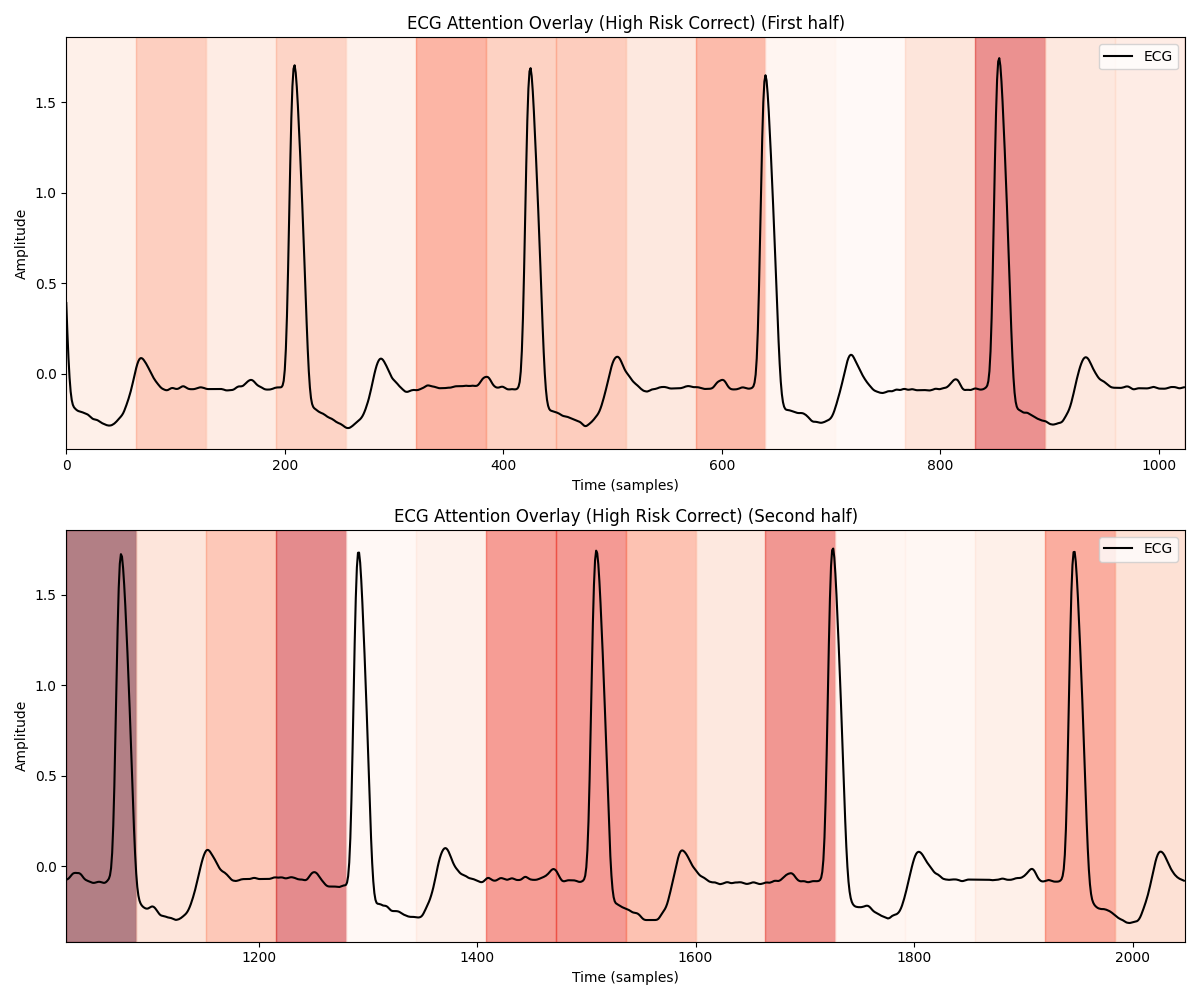 ECG Attention Overlay (High Risk Correct) (First half)
ECG
Amplitude
1.5
1.0
0.5
0.0
0 200 400 600 800 1000
Time (samples)
ECG Attention Overlay (High Risk Correct) (Second half)
ECG
Amplitude
1.5
1.0
0.5
0.0
1200 1400 1600 1800 2000
Time (samples)